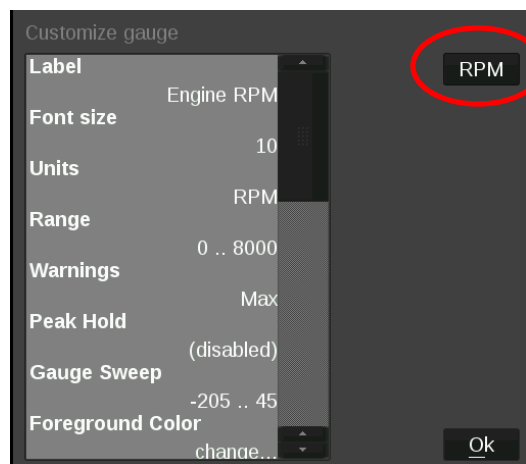 Customize gauge
Label
Engine RPM
Font size
10
Units
RPM
Range
0 .. 8000
Warnings
Max
Peak Hold
(disabled)
Gauge Sweep
-205 .. 45
Foreground Color
change...
RPM
Ok